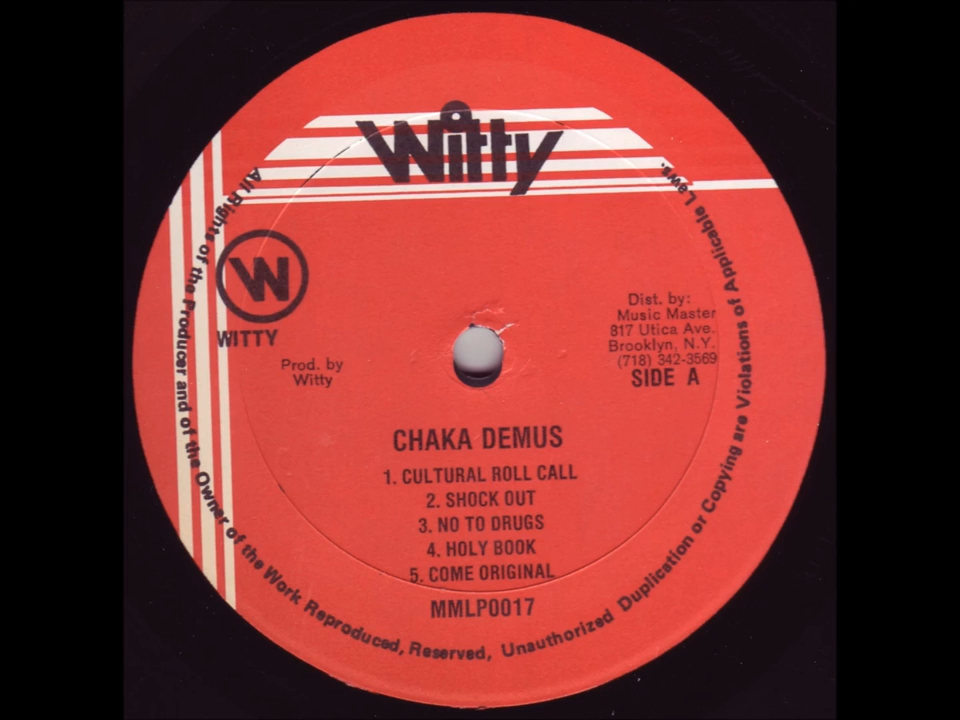 Witty
W
WITTY
Prod. by
Witty
Dist. by:
Music Master
817 Utica Ave.
Brooklyn, N.Y.
(718) 342-3569
SIDE A
CHAKA DEMUS
1. CULTURAL ROLL CALL
2. SHOCK OUT
3. NO TO DRUGS
4. HOLY BOOK
5. COME ORIGINAL
MMLP0017
All Rights of the Producer and of the Owner of the Work Reproduced, Reserved, Unauthorized Duplication or Copying are Violations of Applicable Laws.